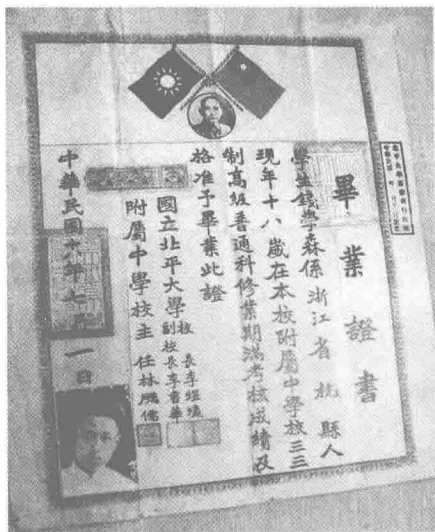 畢業證書
學生錢學森係浙江省杭縣人
現年十八歲在本校附屬中學校三三
制高級普通科修業期滿考核成績及
格准予畢業此證
國立北平大學校長李煜瀛
副校長李書華
附屬中學校主任林礪儒
中華民國十八年七月一日